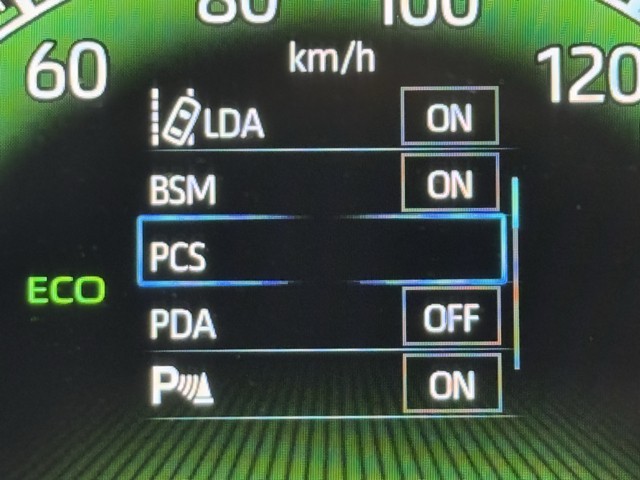 80 100
km/h
60 120
LDA ON
BSM ON
PCS
ECO
PDA OFF
P ON